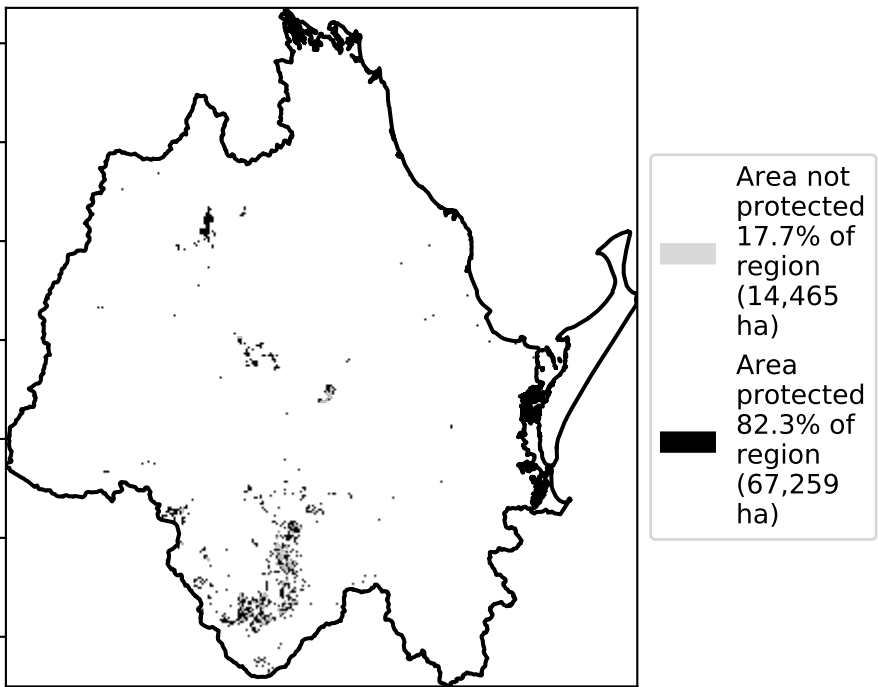 Area not
protected
17.7% of
region
(14,465
ha)
Area
protected
82.3% of
region
(67,259
ha)